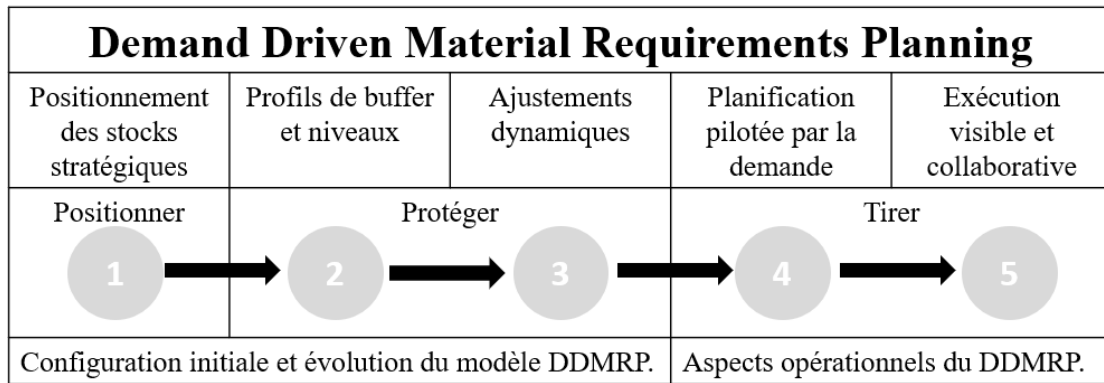 Demand Driven Material Requirements Planning
Positionnement
des stocks
stratégiques
Profils de buffer
et niveaux
Ajustements
dynamiques
Planification
pilotée par la
demande
Exécution
visible et
collaborative
Positionner
Protéger
Tirer
1
2
3
4
5
Configuration initiale et évolution du modèle DDMRP.
Aspects opérationnels du DDMRP.